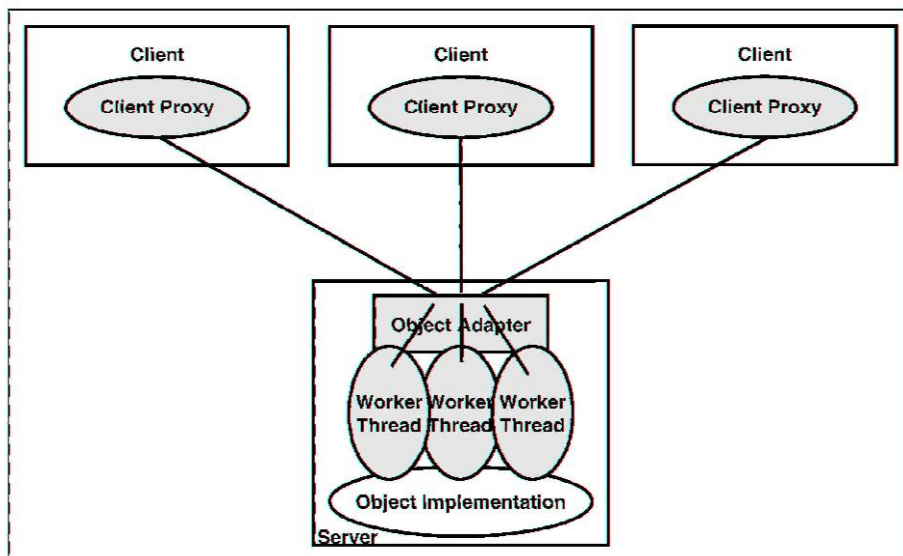 Client
Client
Client
Client Proxy
Client Proxy
Client Proxy
Object Adapter
Worker
Thread
Worker
Thread
Worker
Thread
Object Implementation
Server